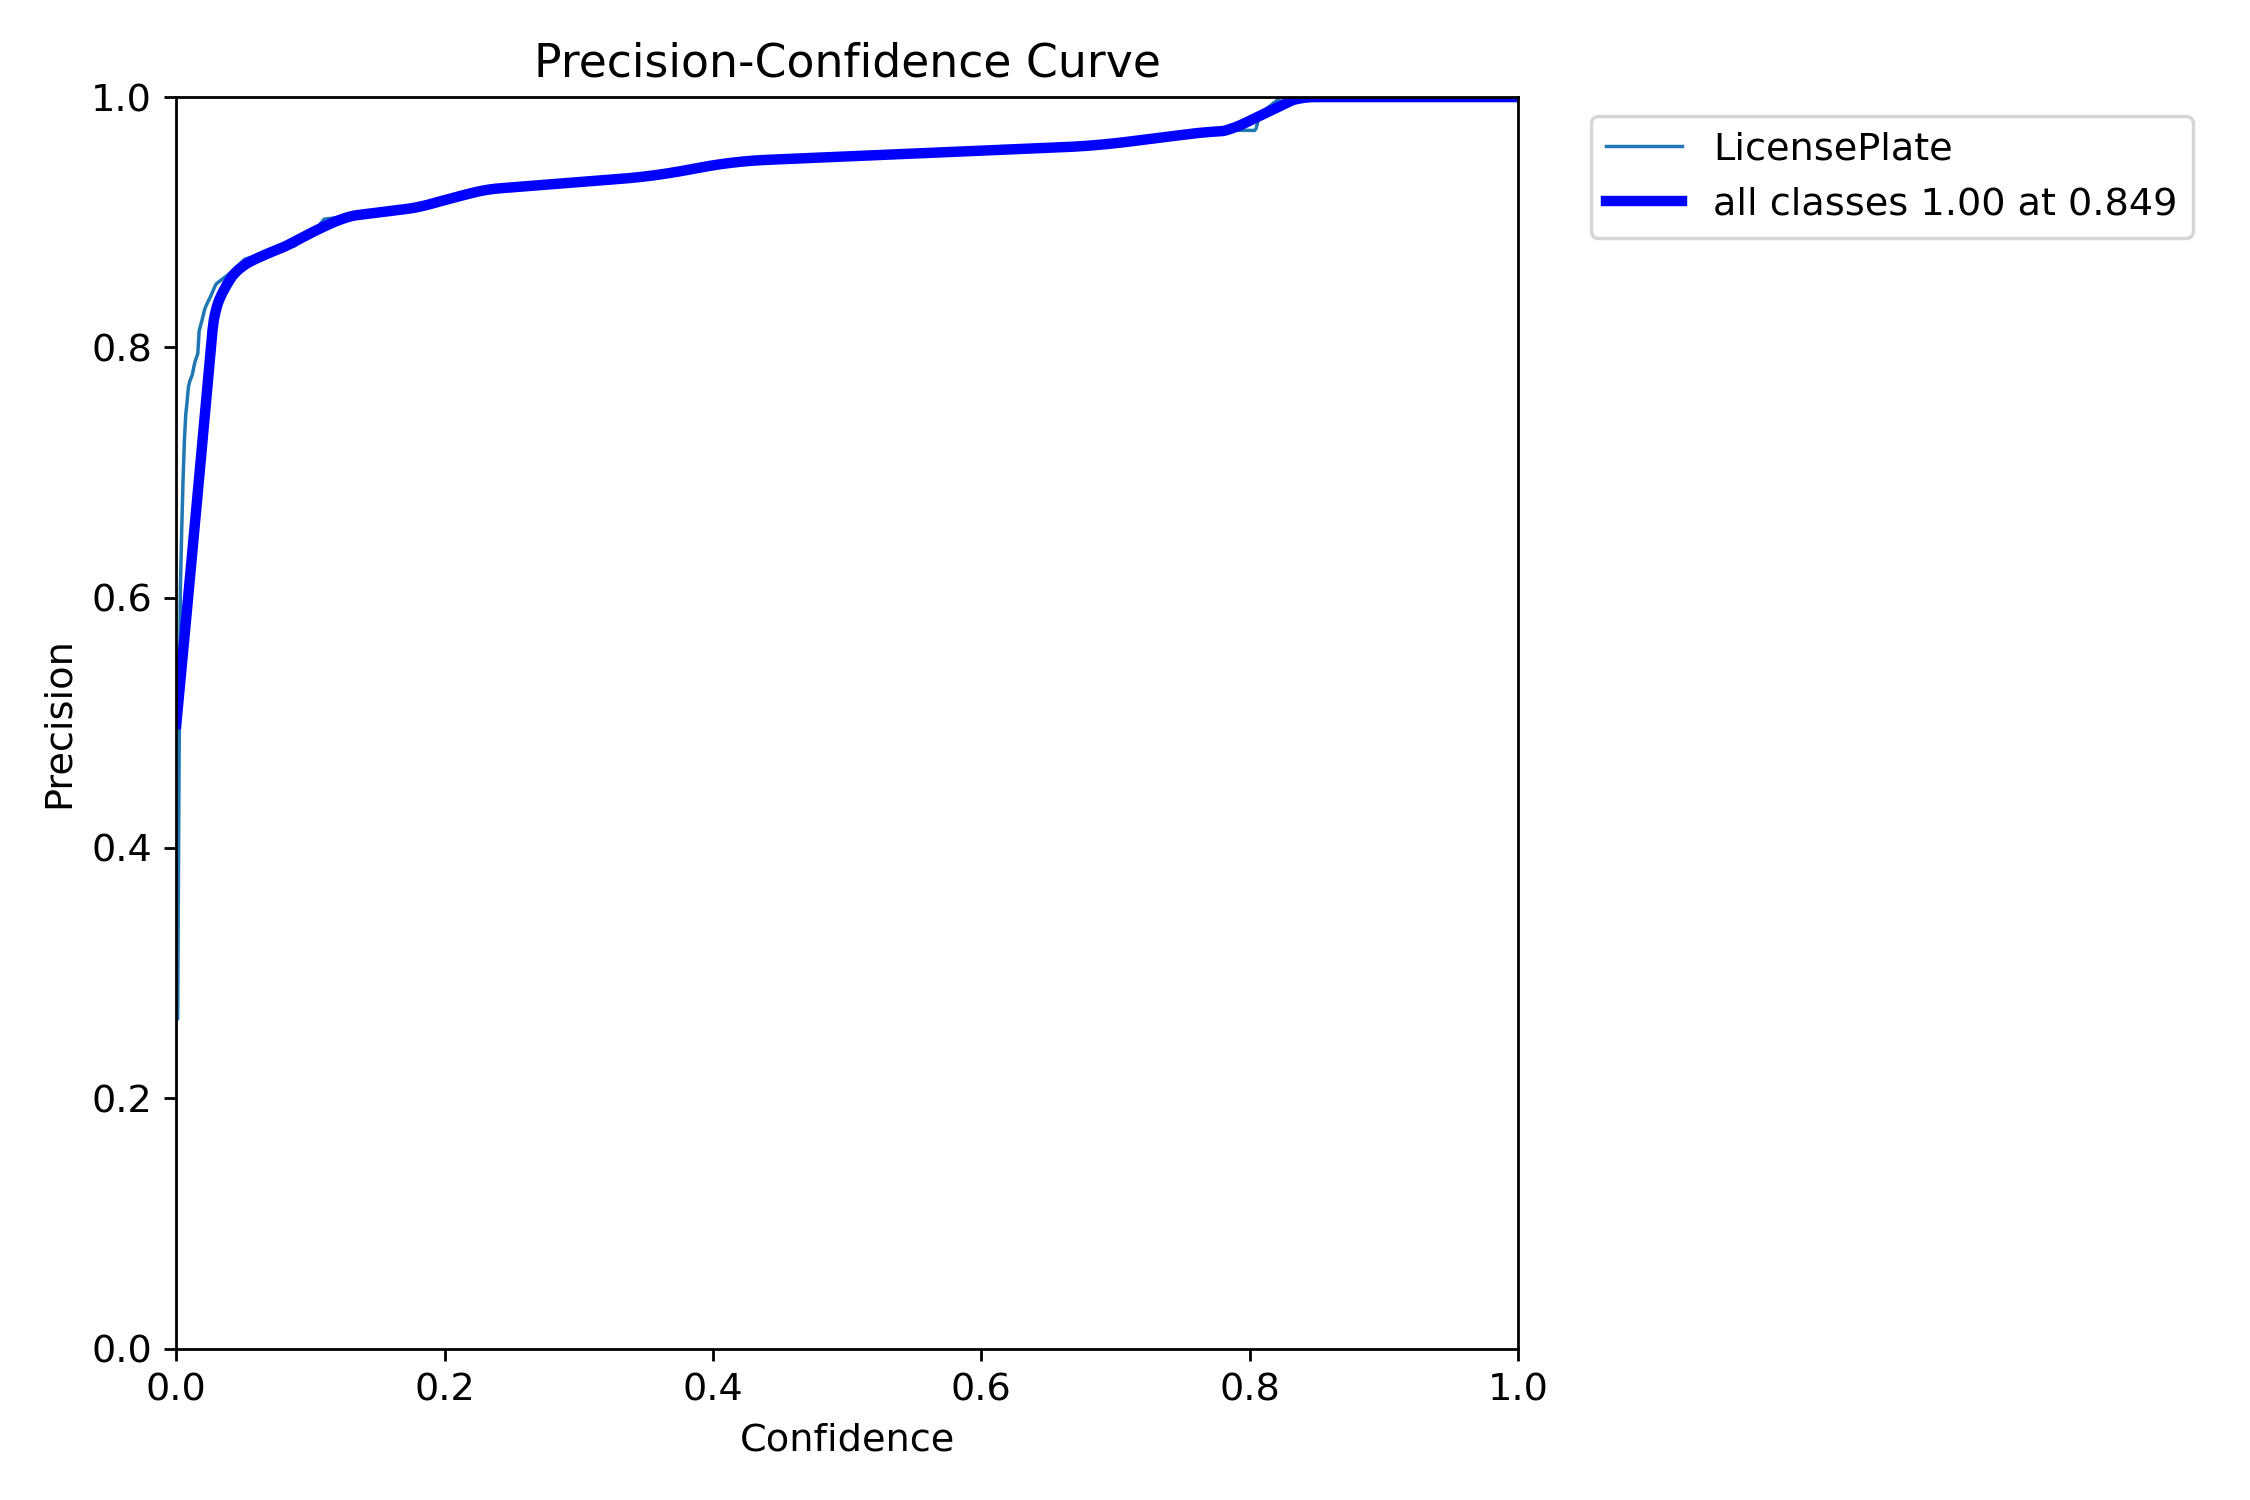 Precision-Confidence Curve
1.0
0.8
0.6
0.4
0.2
0.0
Precision
0.0 0.2 0.4 0.6 0.8 1.0
Confidence
LicensePlate
all classes 1.00 at 0.849